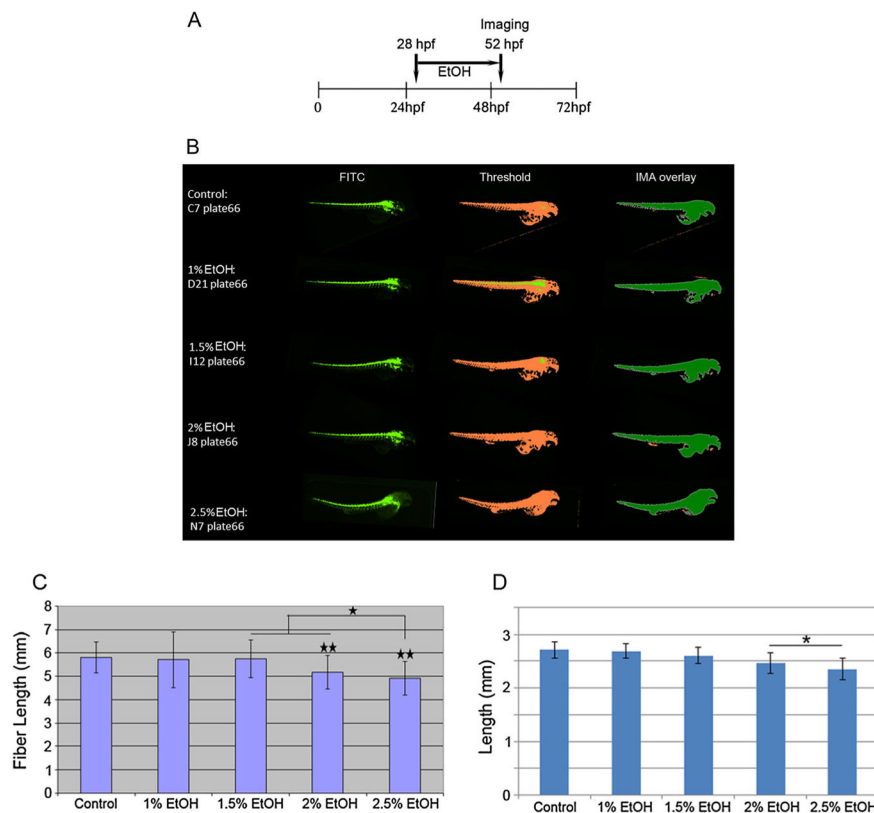 A
Imaging
28 hpf
52 hpf
EtOH
0
24hpf
48hpf
72hpf
B
FITC
Threshold
IMA overlay
Control:
C7 plate66
1% EtOH:
D21 plate66
1.5% EtOH:
I12 plate66
2% EtOH:
J8 plate66
2.5% EtOH:
N7 plate66
C
Fiber Length (mm)
8
7
6
5
4
3
2
1
0
★
★★
★★
Control
1% EtOH
1.5% EtOH
2% EtOH
2.5% EtOH
D
Length (mm)
3
2
1
0
*
Control
1% EtOH
1.5% EtOH
2% EtOH
2.5% EtOH